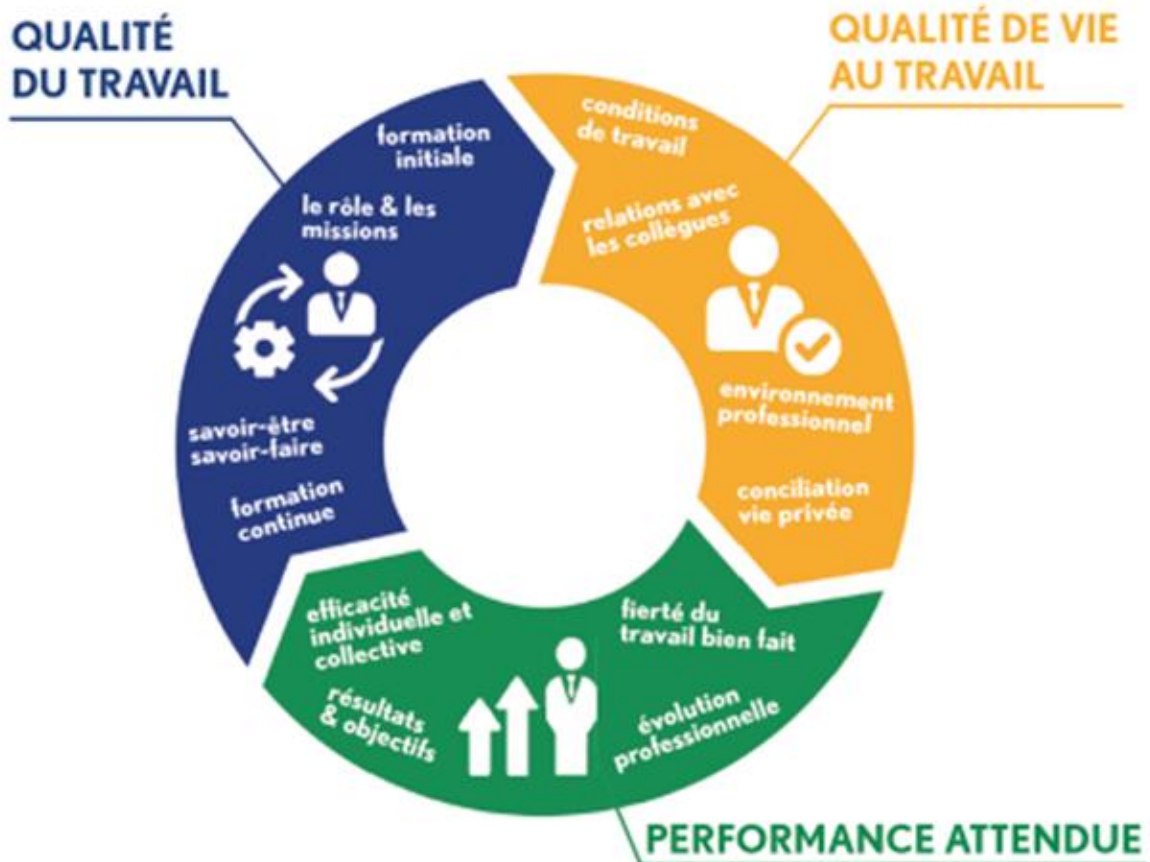 QUALITÉ
DU TRAVAIL
formation
initiale
le rôle & les
missions
savoir-être
savoir-faire
formation
continue
QUALITÉ DE VIE
AU TRAVAIL
conditions
de travail
relations avec
les collègues
environnement
professionnel
conciliation
vie privée
efficacité
individuelle et
collective
résultats
& objectifs
fierté du
travail bien fait
évolution
professionnelle
PERFORMANCE ATTENDUE